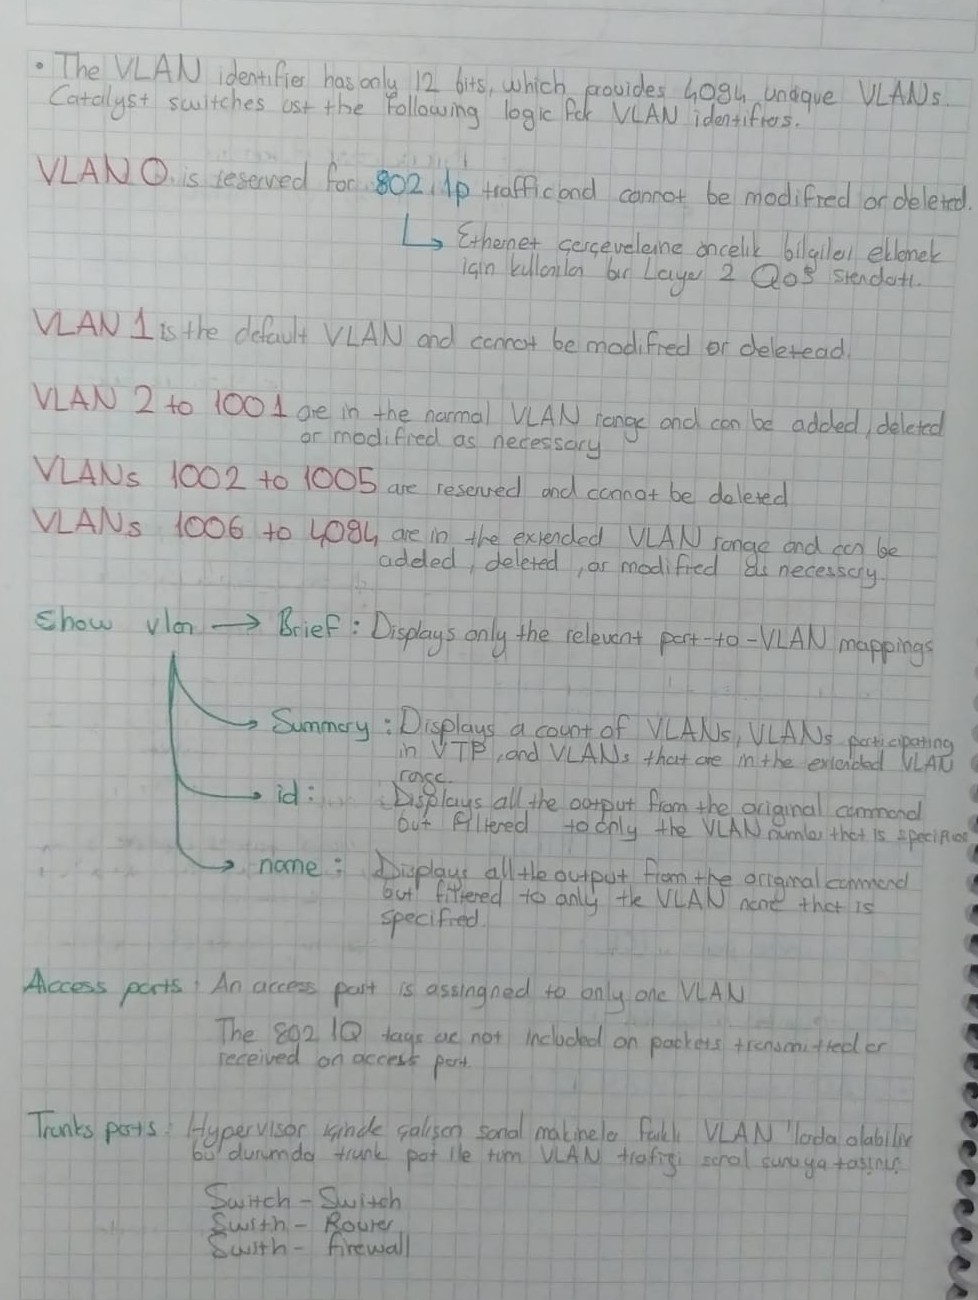 • The VLAN identifier has only 12 bits, which provides 4094 unique VLANs.
Catalyst switches ust the following logic for VLAN identifiers.
VLAN 0 is reserved for 802.1p traffic and cannot be modifred or deleted.
↳ Ethernet çerçevelerine öncelik bilgileri eklemek
için kullanılan bir Layer 2 QoS standartı.
VLAN 1 is the default VLAN and cannot be modifred or deletead.
VLAN 2 to 1001 are in the normal VLAN range and can be added, deleted
or modifred as necessary
VLANs 1002 to 1005 are reserved and cannot be deleted
VLANs 1006 to 4094 are in the extended VLAN range and can be
added, deleted, or modifred as necessary.
Show vlan → Brief : Displays only the relevant port-to-VLAN mappings
→ Summary : Displays a count of VLANs, VLANs participating
in VTP, and VLANs that are in the extended VLAN
range.
→ id : Displays all the output from the original command
but filtered to only the VLAN number that is specified
→ name : Displays all the output from the original command
but filtered to only the VLAN name that is
specifred.
Access ports : An access port is assingned to only one VLAN
The 802.1Q tags are not included on packets transmitted or
received on access port.
Trunks ports : Hypervisor içinde çalışan sanal makineler farklı VLAN 'larda olabilir
bu durumda trunk port ile tüm VLAN trafiği sanal sunucuya taşınır.
Switch - Switch
Swith - Router
Swith - firewall